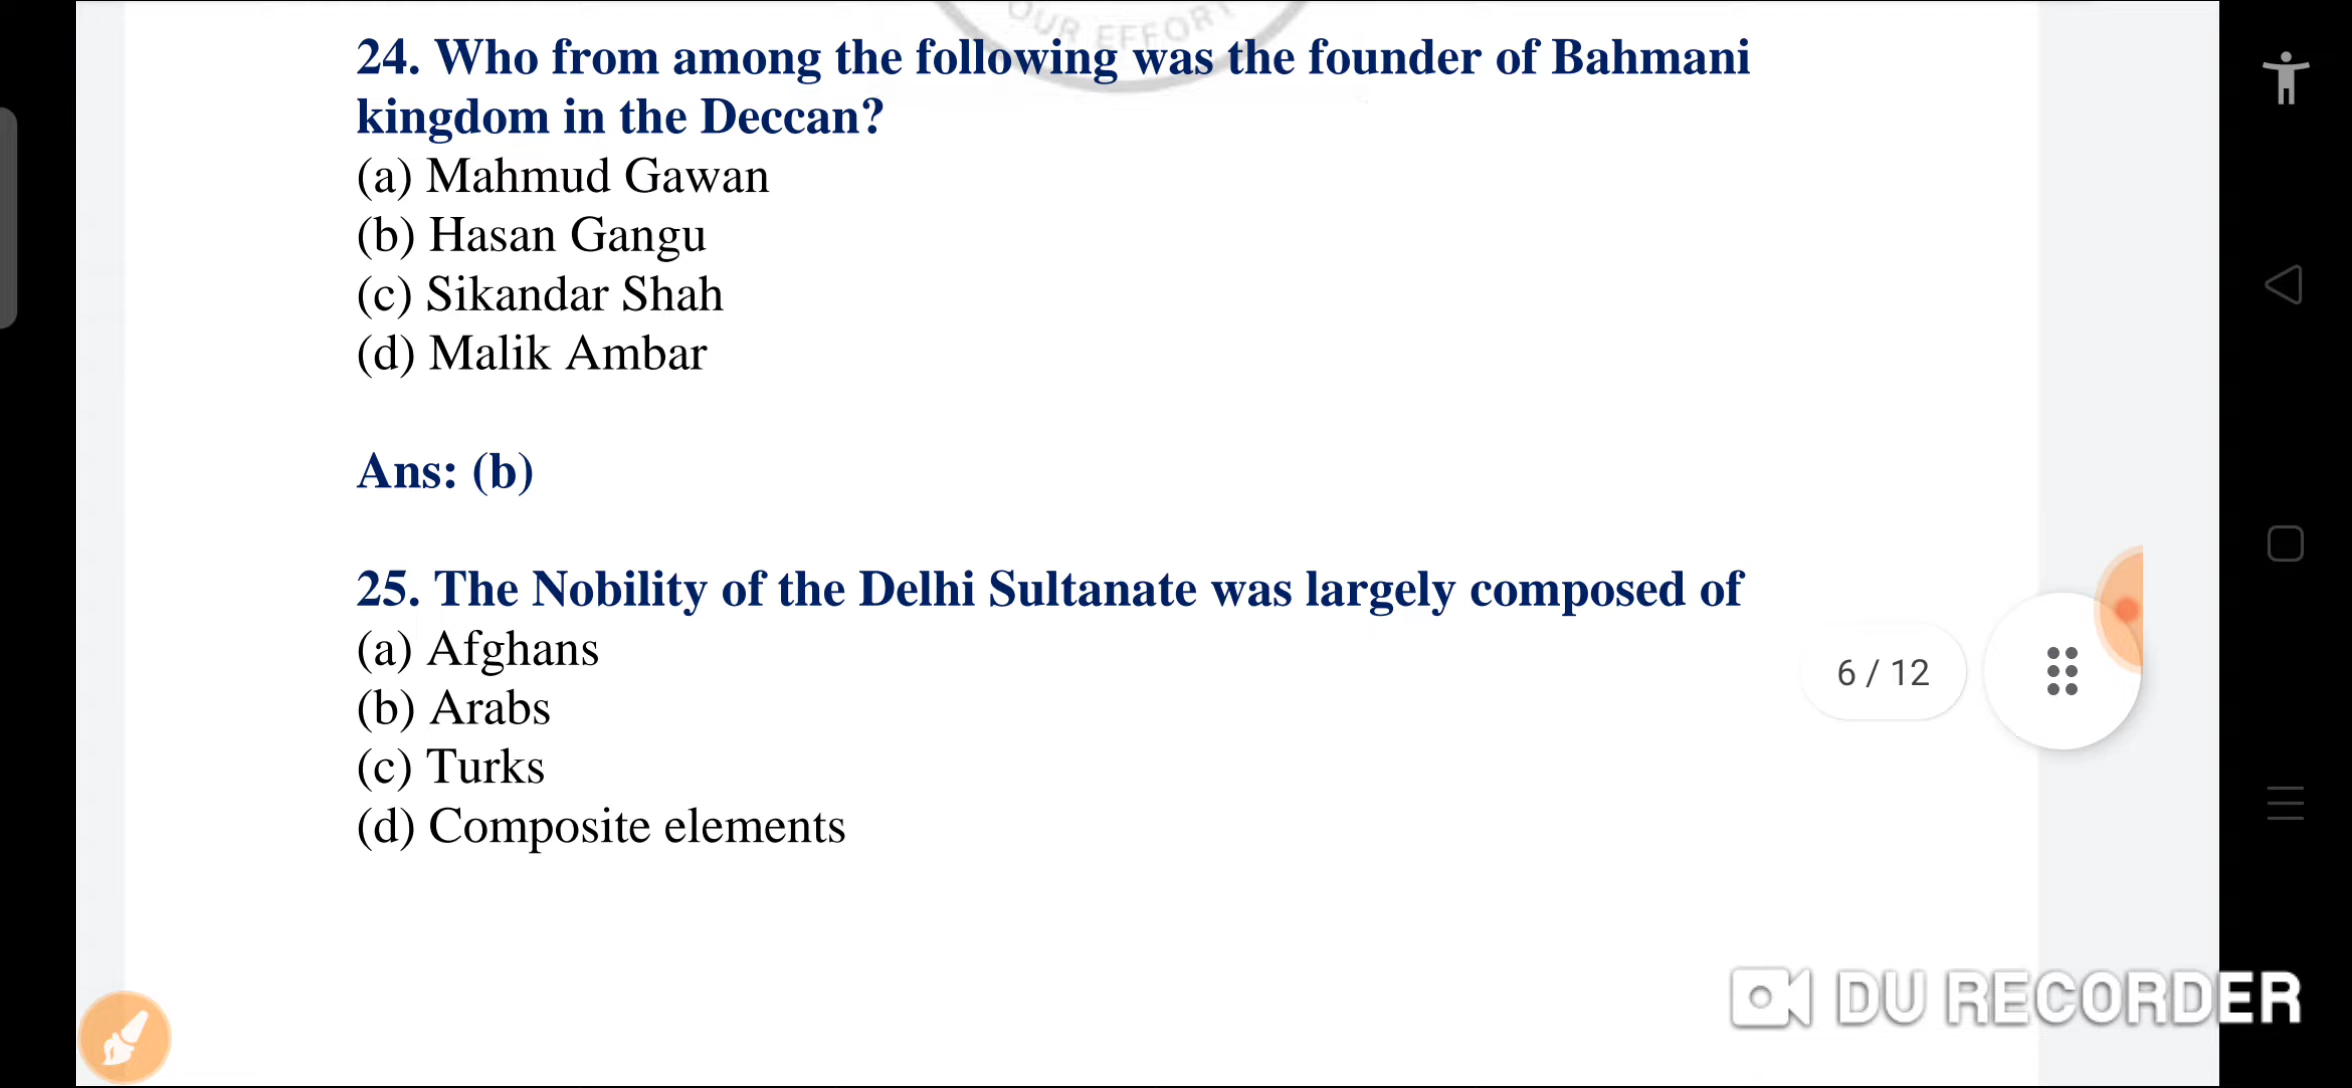 OUR EFFORT
24. Who from among the following was the founder of Bahmani
kingdom in the Deccan?
(a) Mahmud Gawan
(b) Hasan Gangu
(c) Sikandar Shah
(d) Malik Ambar
Ans: (b)
25. The Nobility of the Delhi Sultanate was largely composed of
(a) Afghans
(b) Arabs
(c) Turks
(d) Composite elements
6 / 12
DU RECORDER